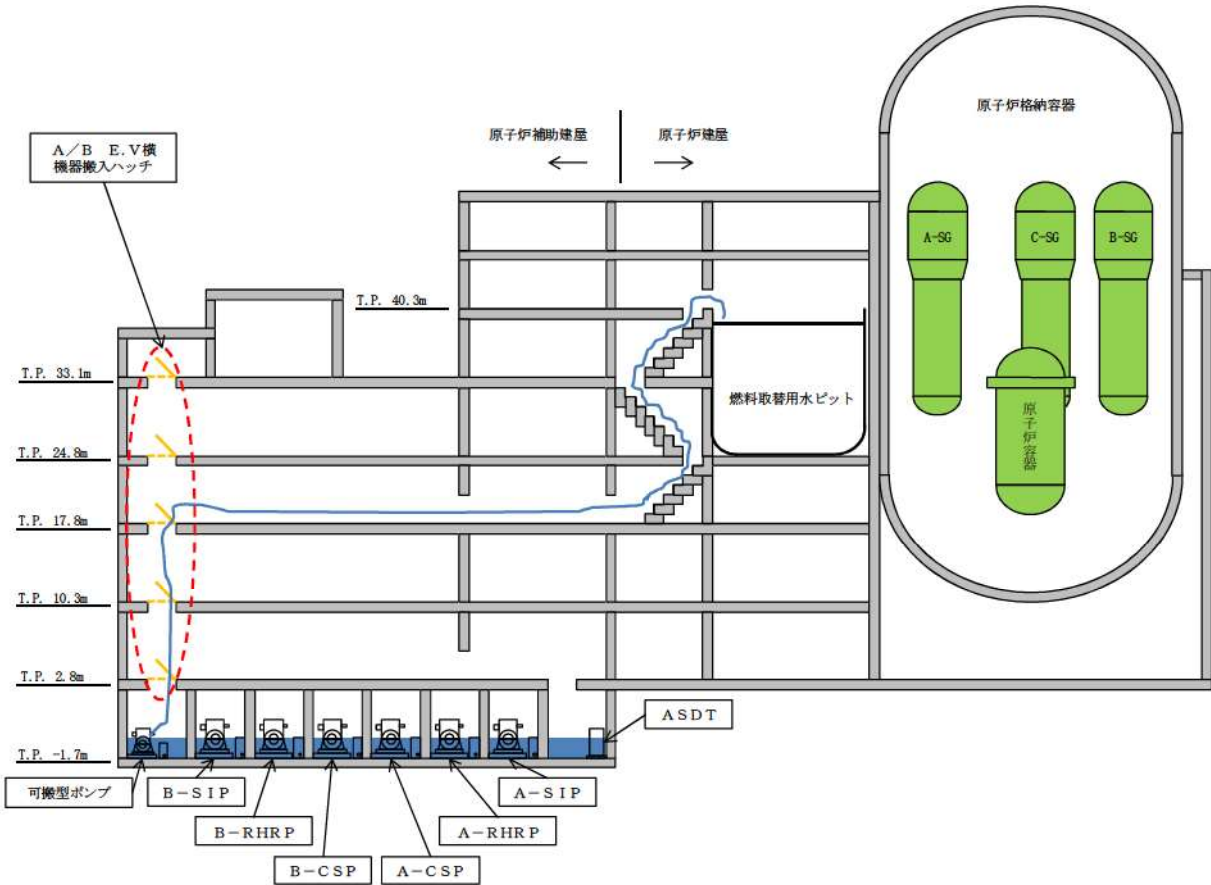 原子炉格納容器
原子炉補助建屋
原子炉建屋
A/B E.V横
機器搬入ハッチ
A-SG
C-SG
B-SG
T.P. 40.3m
T.P. 33.1m
燃料取替用水ピット
原子炉容器
T.P. 24.8m
T.P. 17.8m
T.P. 10.3m
T.P. 2.8m
ASDT
T.P. -1.7m
可搬型ポンプ
B-SIP
A-SIP
B-RHRP
A-RHRP
B-CSP
A-CSP